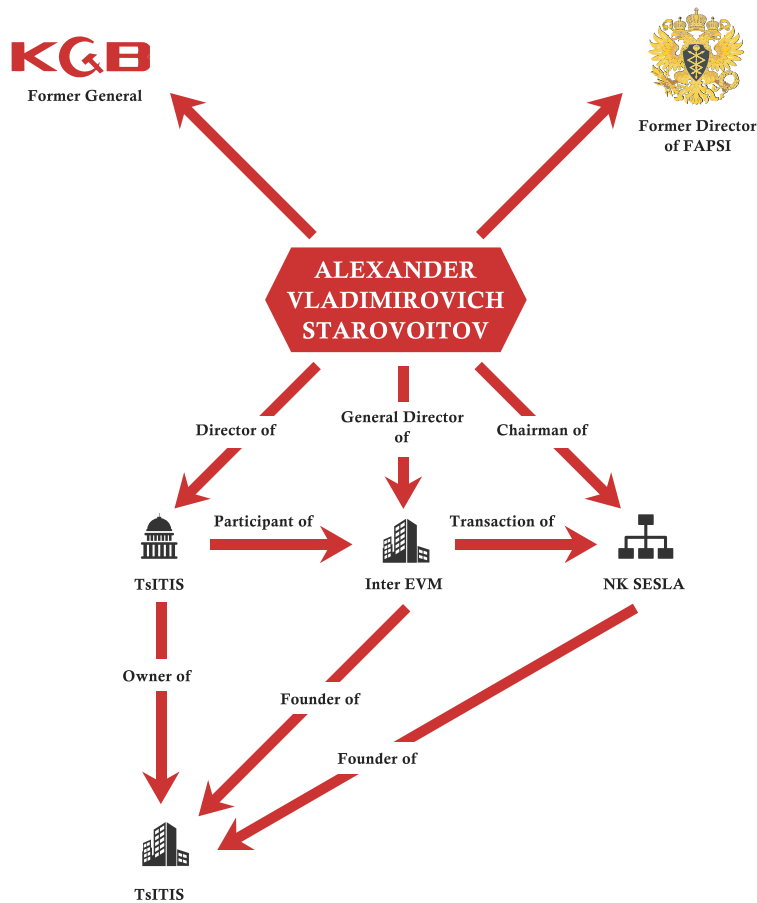 KGB
Former General
Former Director
of FAPSI
ALEXANDER
VLADIMIROVICH
STAROVOITOV
Director of
General Director
of
Chairman of
Participant of
Transaction of
TsITIS
Inter EVM
NK SESLA
Owner of
Founder of
Founder of
TsITIS